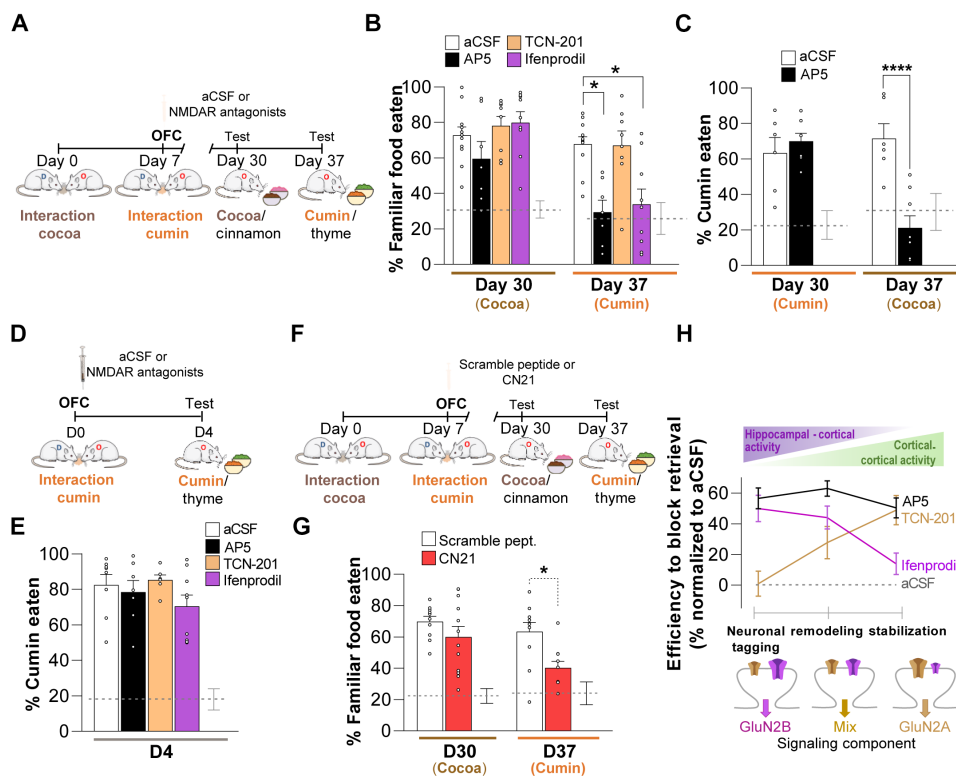 A
aCSF or
NMDAR antagonists
OFC
Test
Test
Day 0
Day 7
Day 30
Day 37
D
O
D
O
O
O
Interaction
cocoa
Interaction
cumin
Cocoa/
cinnamon
Cumin/
thyme
B
aCSF
TCN-201
AP5
Ifenprodil
% Familiar food eaten
100
80
60
40
20
0
*
*
Day 30
(Cocoa)
Day 37
(Cumin)
C
aCSF
AP5
% Cumin eaten
100
80
60
40
20
0
****
Day 30
(Cumin)
Day 37
(Cocoa)
D
aCSF or
NMDAR antagonists
OFC
Test
D0
D4
D
O
O
Interaction
cumin
Cumin/
thyme
E
aCSF
AP5
TCN-201
Ifenprodil
% Cumin eaten
100
80
60
40
20
0
D4
F
Scramble peptide or
CN21
OFC
Test
Test
Day 0
Day 7
Day 30
Day 37
D
O
D
O
O
O
Interaction
cocoa
Interaction
cumin
Cocoa/
cinnamon
Cumin/
thyme
G
Scramble pept.
CN21
% Familiar food eaten
100
80
60
40
20
0
*
D30
(Cocoa)
D37
(Cumin)
H
Hippocampal - cortical
activity
Cortical-
cortical activity
Efficiency to block retrieval
(% normalized to aCSF)
60
40
20
0
AP5
TCN-201
Ifenprodil
aCSF
Neuronal remodeling stabilization
tagging
GluN2B
Mix
GluN2A
Signaling component